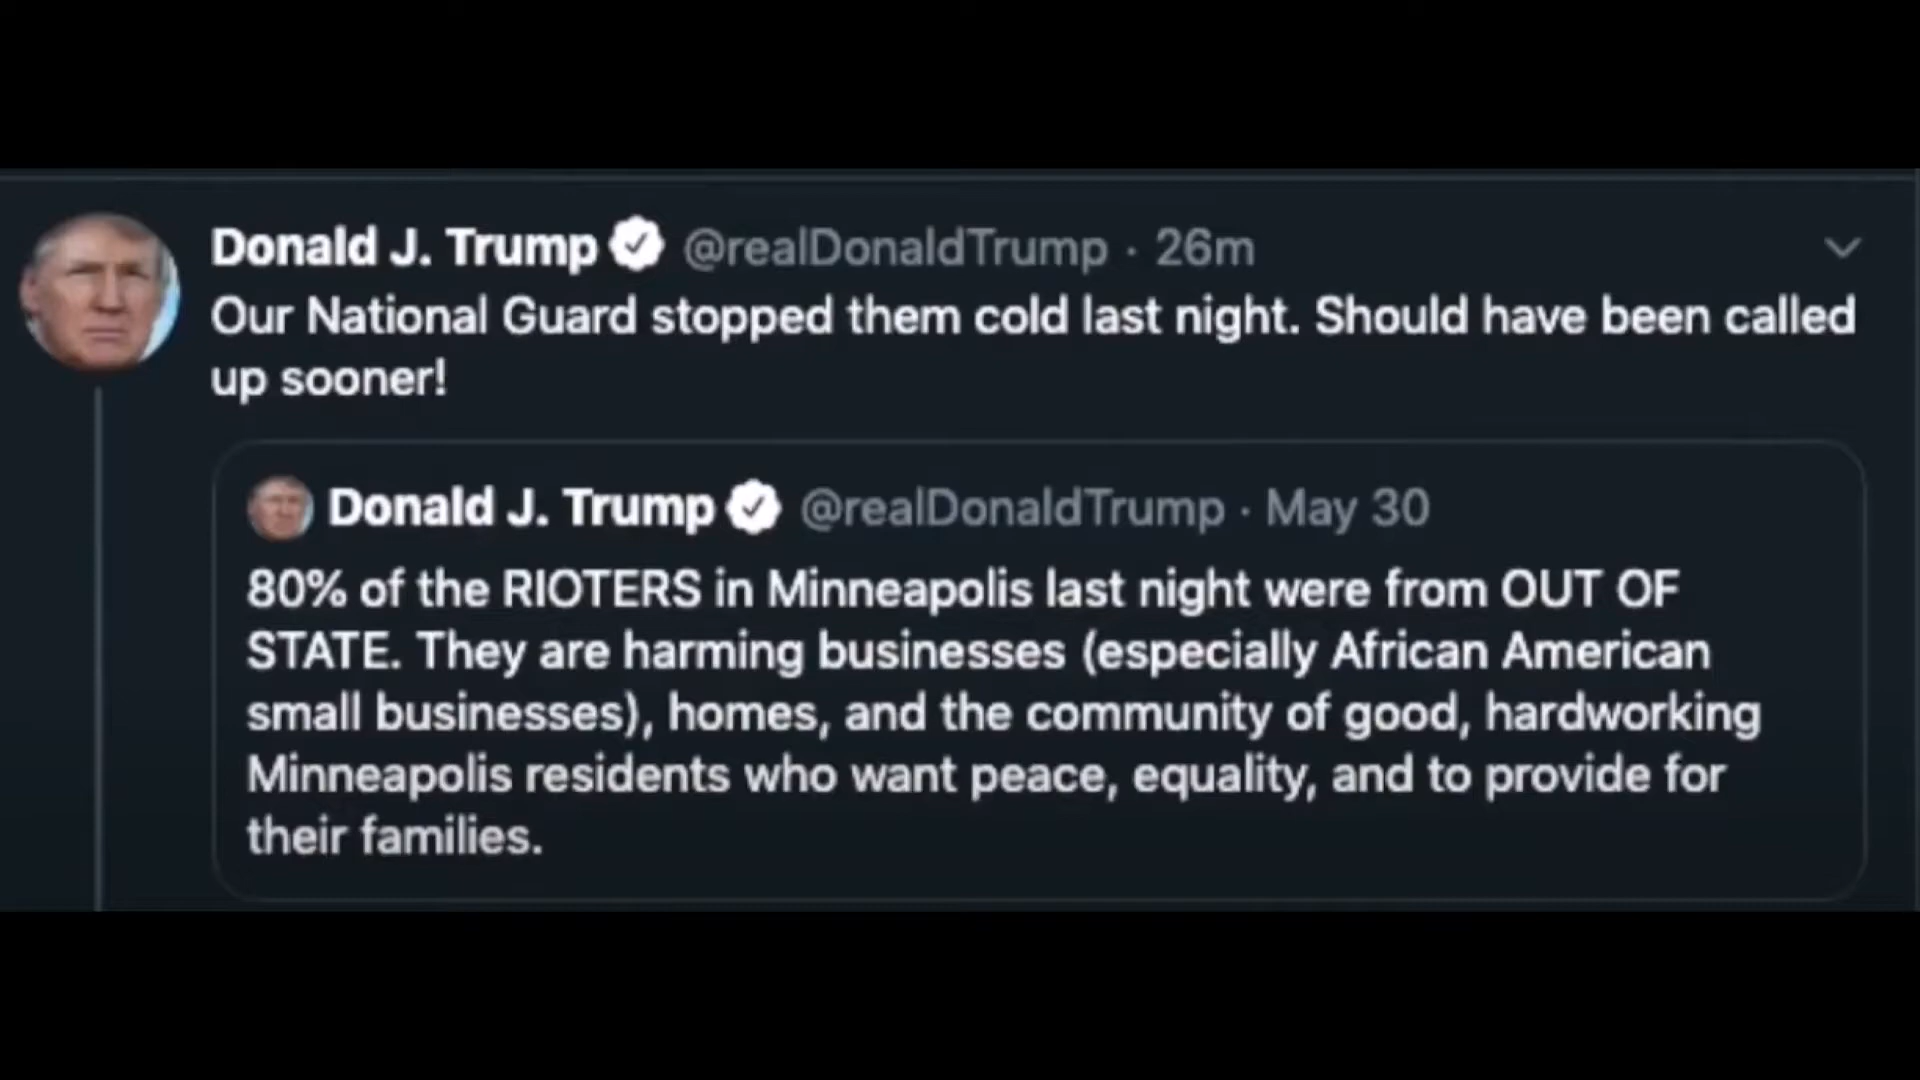 Donald J. Trump @realDonaldTrump · 26m
Our National Guard stopped them cold last night. Should have been called
up sooner!
Donald J. Trump @realDonaldTrump · May 30
80% of the RIOTERS in Minneapolis last night were from OUT OF
STATE. They are harming businesses (especially African American
small businesses), homes, and the community of good, hardworking
Minneapolis residents who want peace, equality, and to provide for
their families.